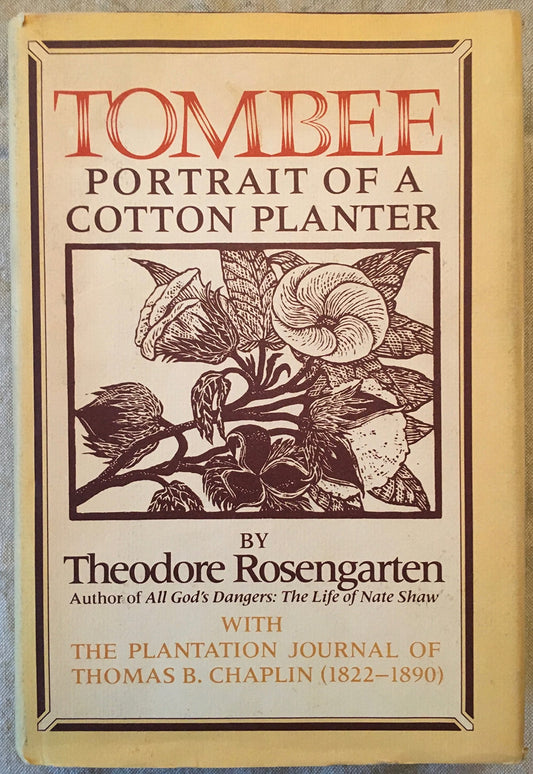 TOMBEE
PORTRAIT OF A
COTTON PLANTER
BY
Theodore Rosengarten
Author of All God's Dangers: The Life of Nate Shaw
WITH
THE PLANTATION JOURNAL OF
THOMAS B. CHAPLIN (1822–1890)